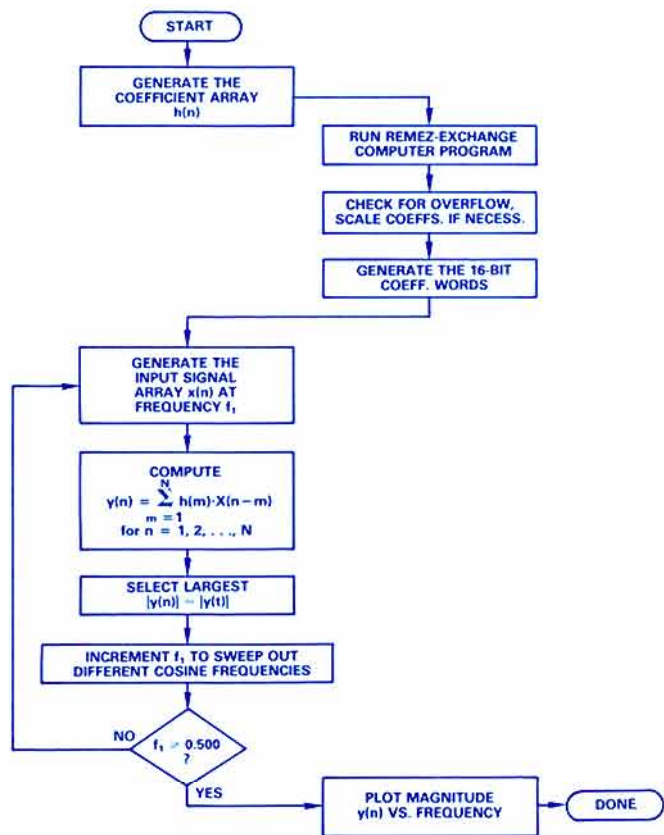 START
GENERATE THE
COEFFICIENT ARRAY
h(n)
RUN REMEZ-EXCHANGE
COMPUTER PROGRAM
CHECK FOR OVERFLOW,
SCALE COEFFS. IF NECESS.
GENERATE THE 16-BIT
COEFF. WORDS
GENERATE THE
INPUT SIGNAL
ARRAY x(n) AT
FREQUENCY f₁
COMPUTE
N
y(n) = Σ h(m)·X(n−m)
m = 1
for n = 1, 2, . . ., N
SELECT LARGEST
|y(n)| = |y(t)|
INCREMENT f₁ TO SWEEP OUT
DIFFERENT COSINE FREQUENCIES
NO
f₁ 0.500
?
YES
PLOT MAGNITUDE
y(n) VS. FREQUENCY
DONE